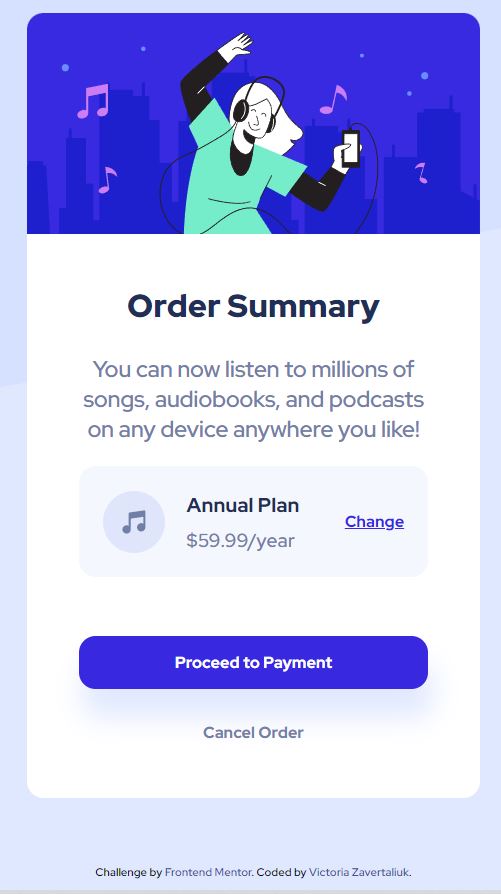 Order Summary
You can now listen to millions of
songs, audiobooks, and podcasts
on any device anywhere you like!
Annual Plan
$59.99/year
Change
Proceed to Payment
Cancel Order
Challenge by Frontend Mentor. Coded by Victoria Zavertaliuk.